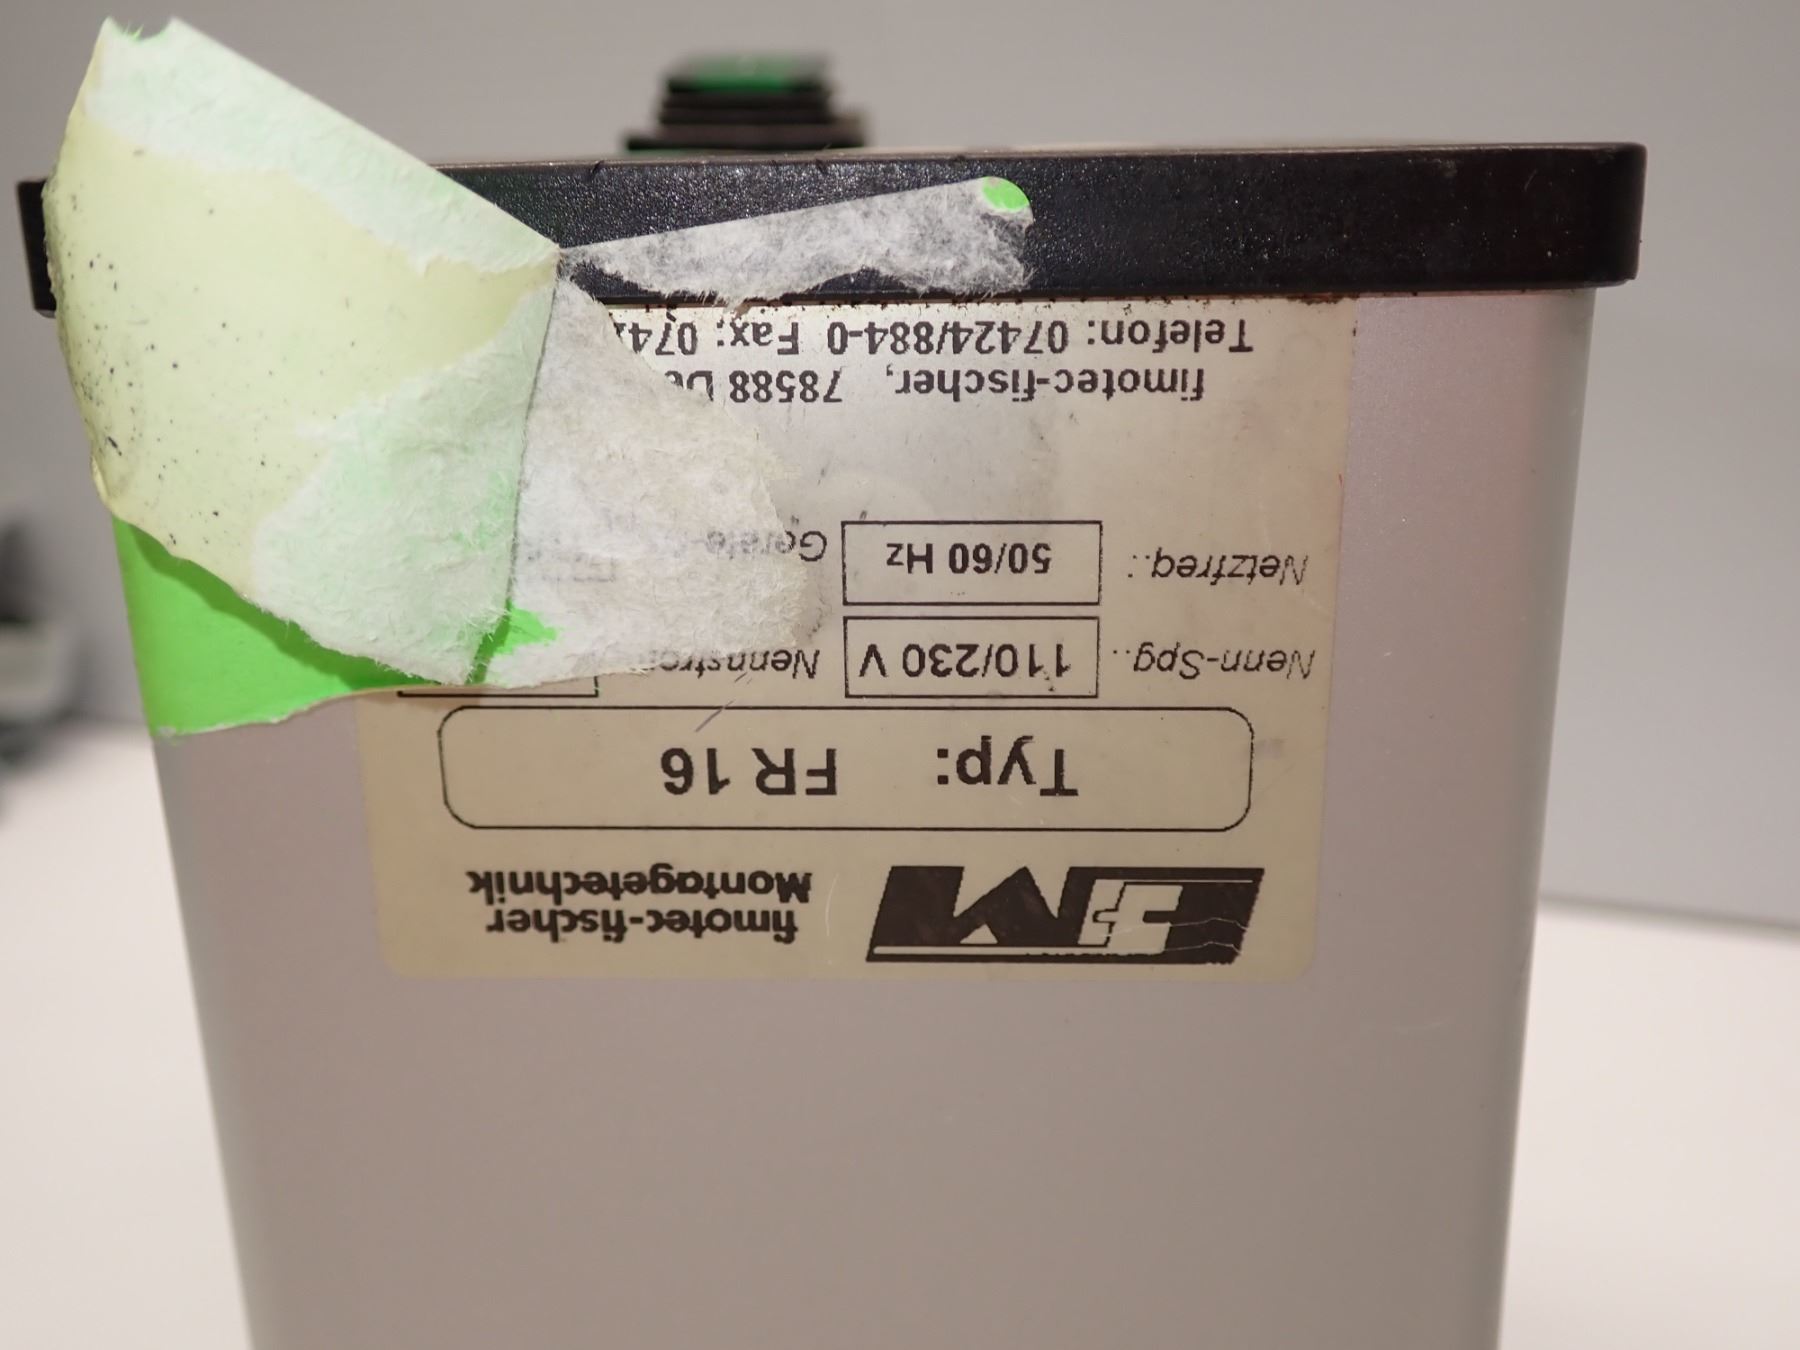 fimotec-fischer
Montagetechnik
Typ: FR 16
Nenn-Spg.: 110/230 V Nennstrom
Netzfreq.: 50/60 Hz
fimotec-fischer, 78588
Telefon: 07424/884-0 Fax: